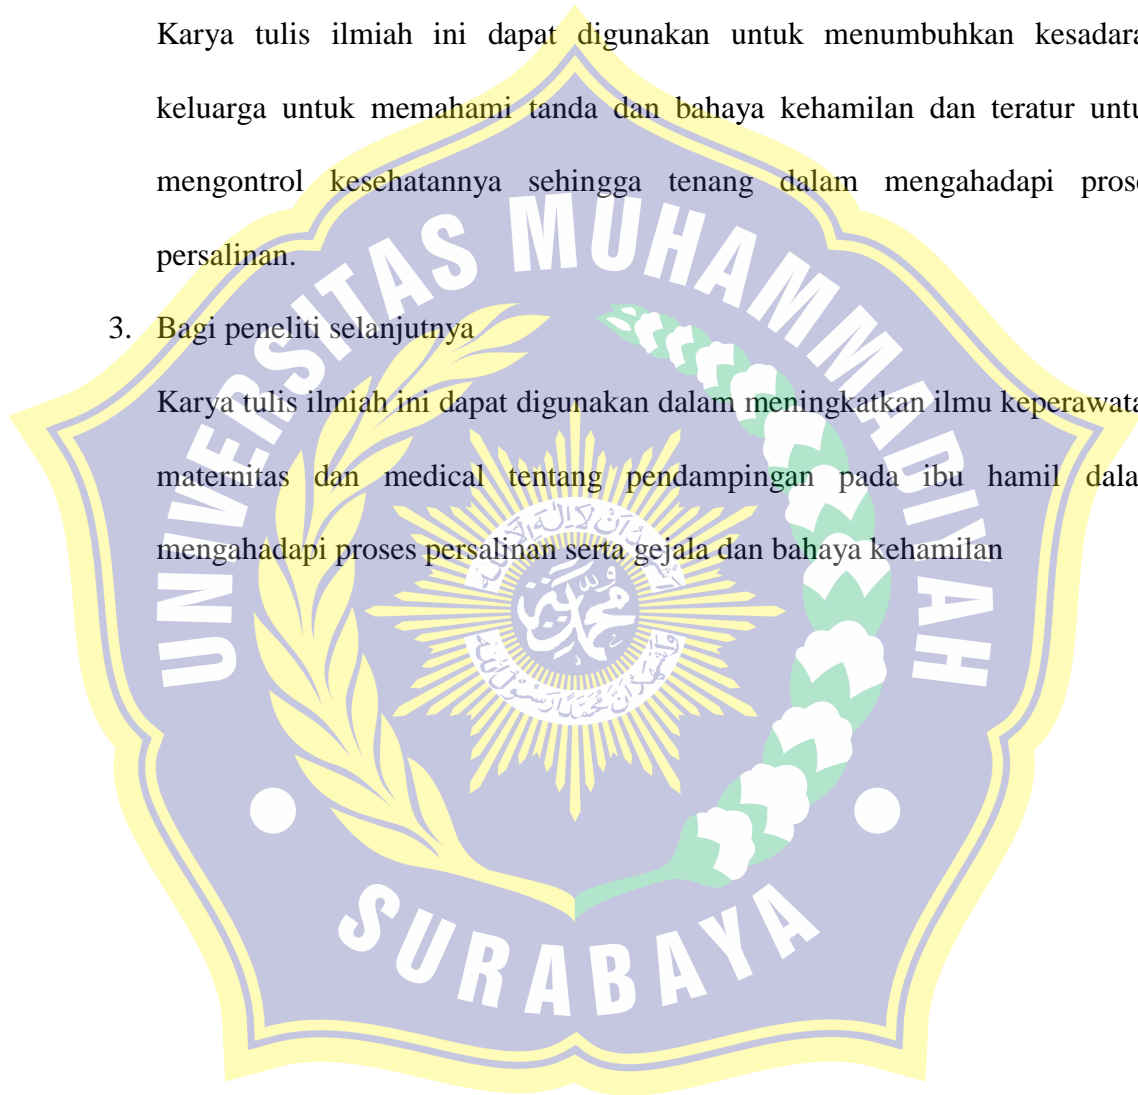 Karya tulis ilmiah ini dapat digunakan untuk menumbuhkan kesadara
keluarga untuk memahami tanda dan bahaya kehamilan dan teratur untu
mengontrol kesehatannya sehingga tenang dalam mengahadapi prose
persalinan.
3. Bagi peneliti selanjutnya
Karya tulis ilmiah ini dapat digunakan dalam meningkatkan ilmu keperawata
maternitas dan medical tentang pendampingan pada ibu hamil dala
mengahadapi proses persalinan serta gejala dan bahaya kehamilan
UNIVERSITAS MUHAMMADIYAH
SURABAYA